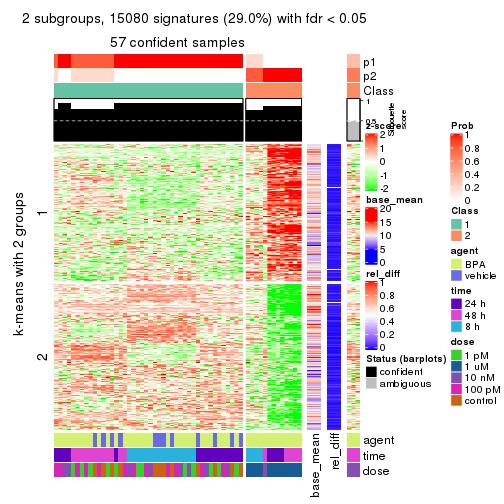 2 subgroups, 15080 signatures (29.0%) with fdr < 0.05
57 confident samples
p1
p2
Class
1
0.5
Silhouette
score
k-means with 2 groups
1
2
z-score
2
1
0
-1
-2
base_mean
20
15
10
5
0
rel_diff
1
0.8
0.6
0.4
0.2
0
Status (barplots)
confident
ambiguous
Prob
1
0.8
0.6
0.4
0.2
0
Class
1
2
agent
BPA
vehicle
time
24 h
48 h
8 h
dose
1 pM
1 uM
10 nM
100 pM
control
base_mean
rel_diff
agent
time
dose